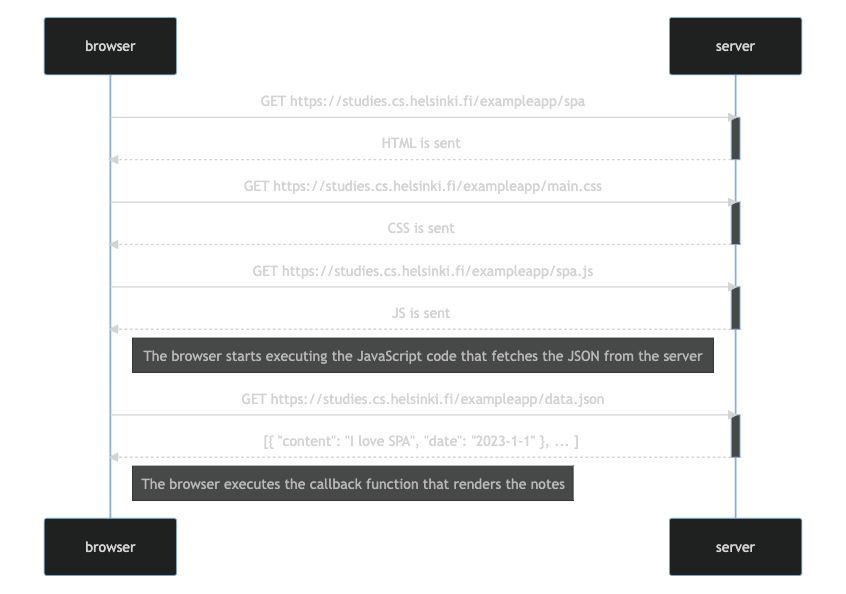 browser
server
GET https://studies.cs.helsinki.fi/exampleapp/spa
HTML is sent
GET https://studies.cs.helsinki.fi/exampleapp/main.css
CSS is sent
GET https://studies.cs.helsinki.fi/exampleapp/spa.js
JS is sent
The browser starts executing the JavaScript code that fetches the JSON from the server
GET https://studies.cs.helsinki.fi/exampleapp/data.json
[{ "content": "I love SPA", "date": "2023-1-1" }, ... ]
The browser executes the callback function that renders the notes
browser
server